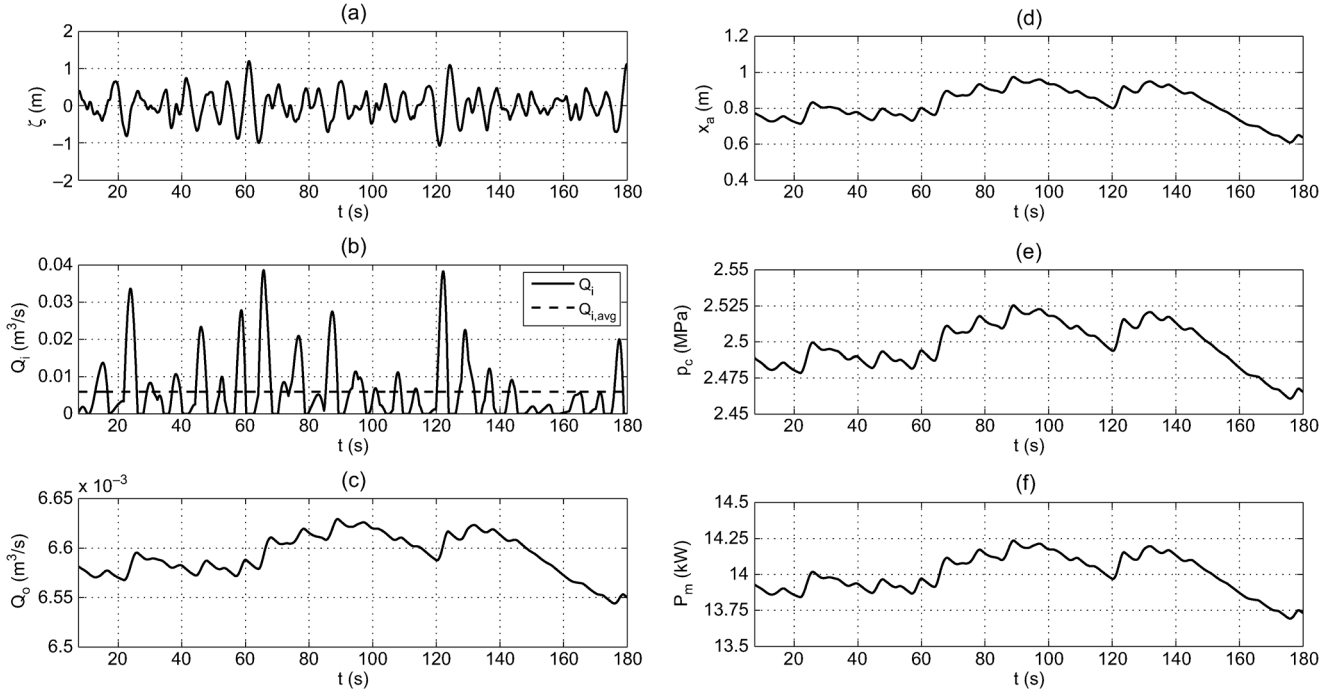 (a)
2
1
0
−1
−2
ζ (m)
20 40 60 80 100 120 140 160 180
t (s)
(b)
0.04
0.03
0.02
0.01
0
Q_i (m³/s)
Q_i
Q_i,avg
20 40 60 80 100 120 140 160 180
t (s)
(c)
x 10⁻³
6.65
6.6
6.55
6.5
Q_o (m³/s)
20 40 60 80 100 120 140 160 180
t (s)
(d)
1.2
1
0.8
0.6
0.4
x_a (m)
20 40 60 80 100 120 140 160 180
t (s)
(e)
2.55
2.525
2.5
2.475
2.45
p_c (MPa)
20 40 60 80 100 120 140 160 180
t (s)
(f)
14.5
14.25
14
13.75
13.5
P_m (kW)
20 40 60 80 100 120 140 160 180
t (s)